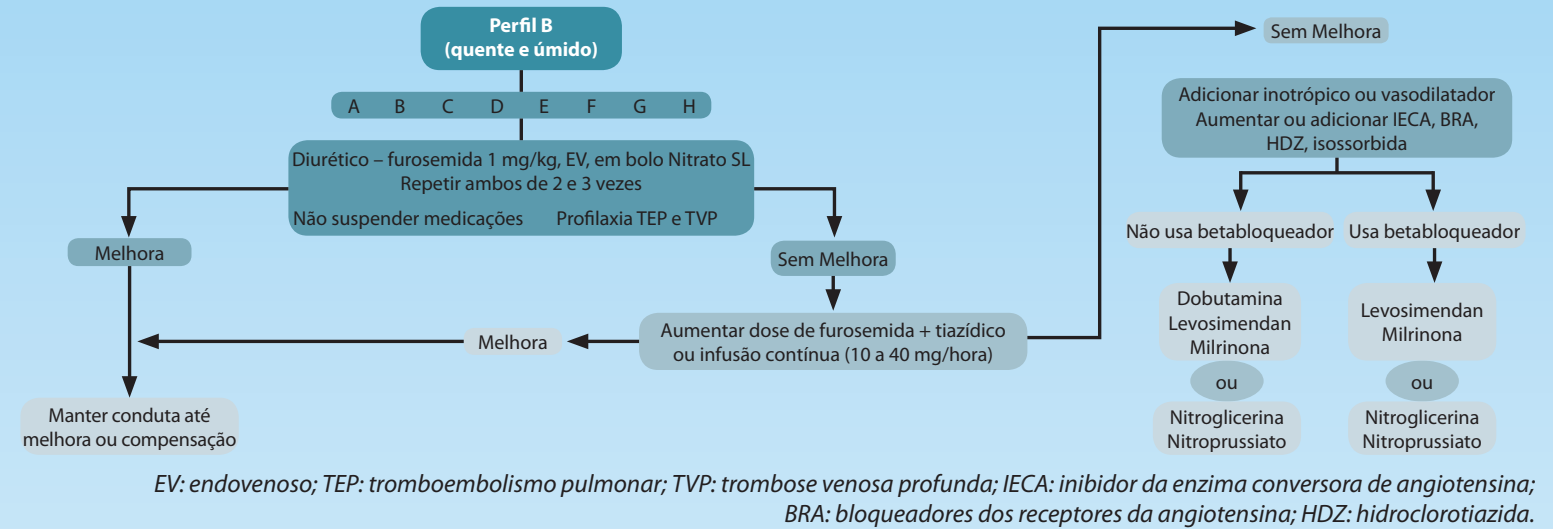 Perfil B
(quente e úmido)
A B C D E F G H
Diurético – furosemida 1 mg/kg, EV, em bolo Nitrato SL
Repetir ambos de 2 e 3 vezes
Não suspender medicações Profilaxia TEP e TVP
Melhora
Sem Melhora
Aumentar dose de furosemida + tiazídico
ou infusão contínua (10 a 40 mg/hora)
Melhora
Manter conduta até
melhora ou compensação
Sem Melhora
Adicionar inotrópico ou vasodilatador
Aumentar ou adicionar IECA, BRA,
HDZ, isossorbida
Não usa betabloqueador
Usa betabloqueador
Dobutamina
Levosimendan
Milrinona
ou
Nitroglicerina
Nitroprussiato
Levosimendan
Milrinona
ou
Nitroglicerina
Nitroprussiato
EV: endovenoso; TEP: tromboembolismo pulmonar; TVP: trombose venosa profunda; IECA: inibidor da enzima conversora de angiotensina;
BRA: bloqueadores dos receptores da angiotensina; HDZ: hidroclorotiazida.